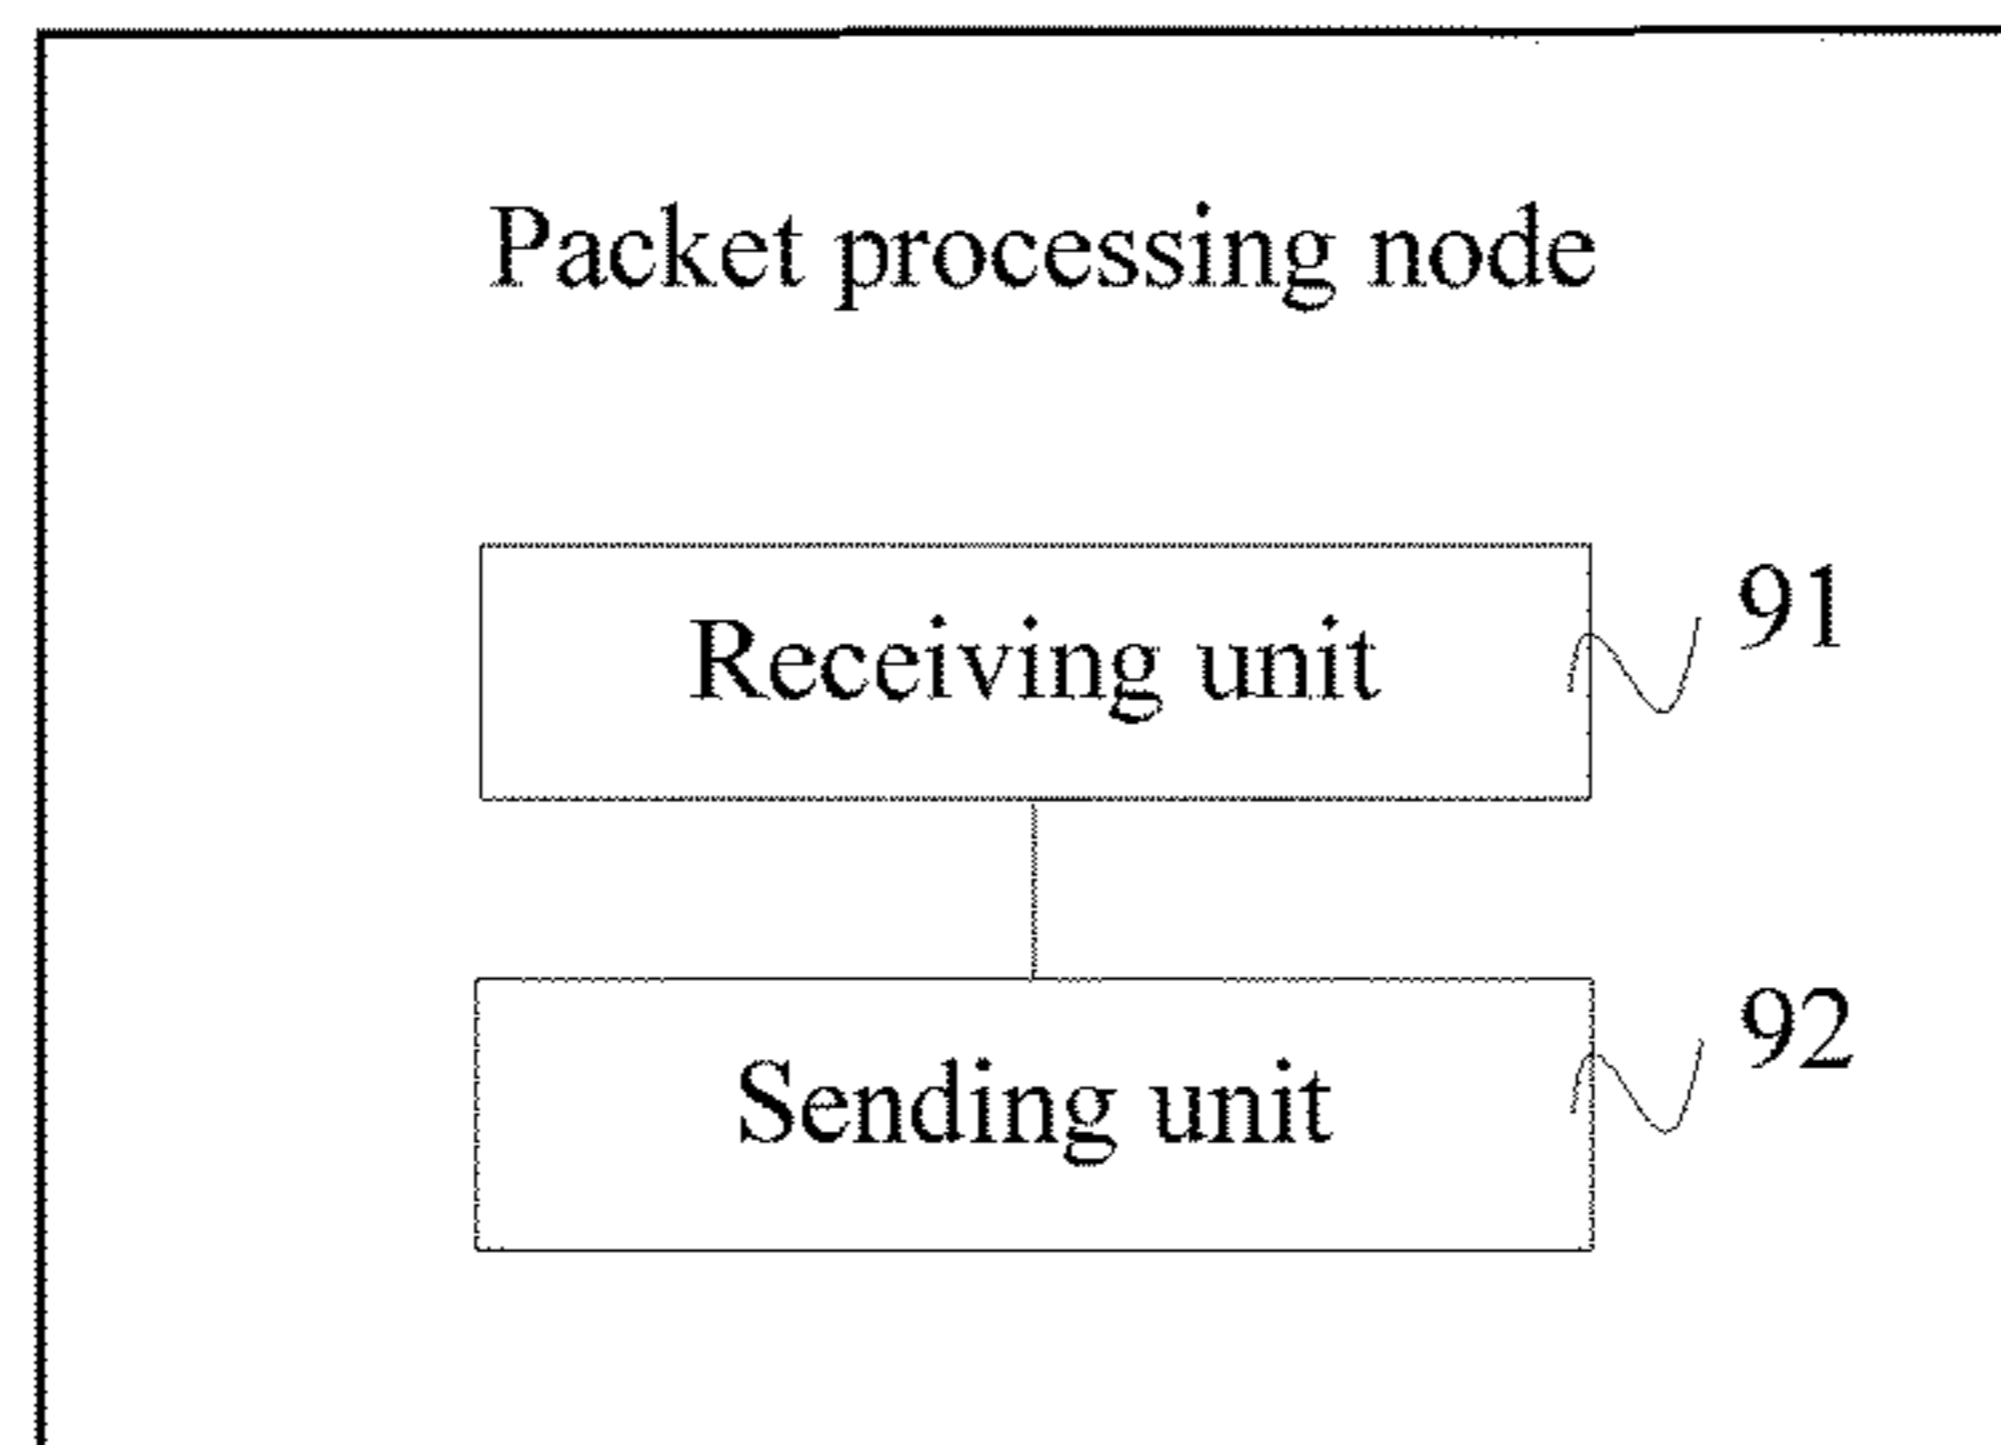 Packet processing node
Receiving unit
91
Sending unit
92